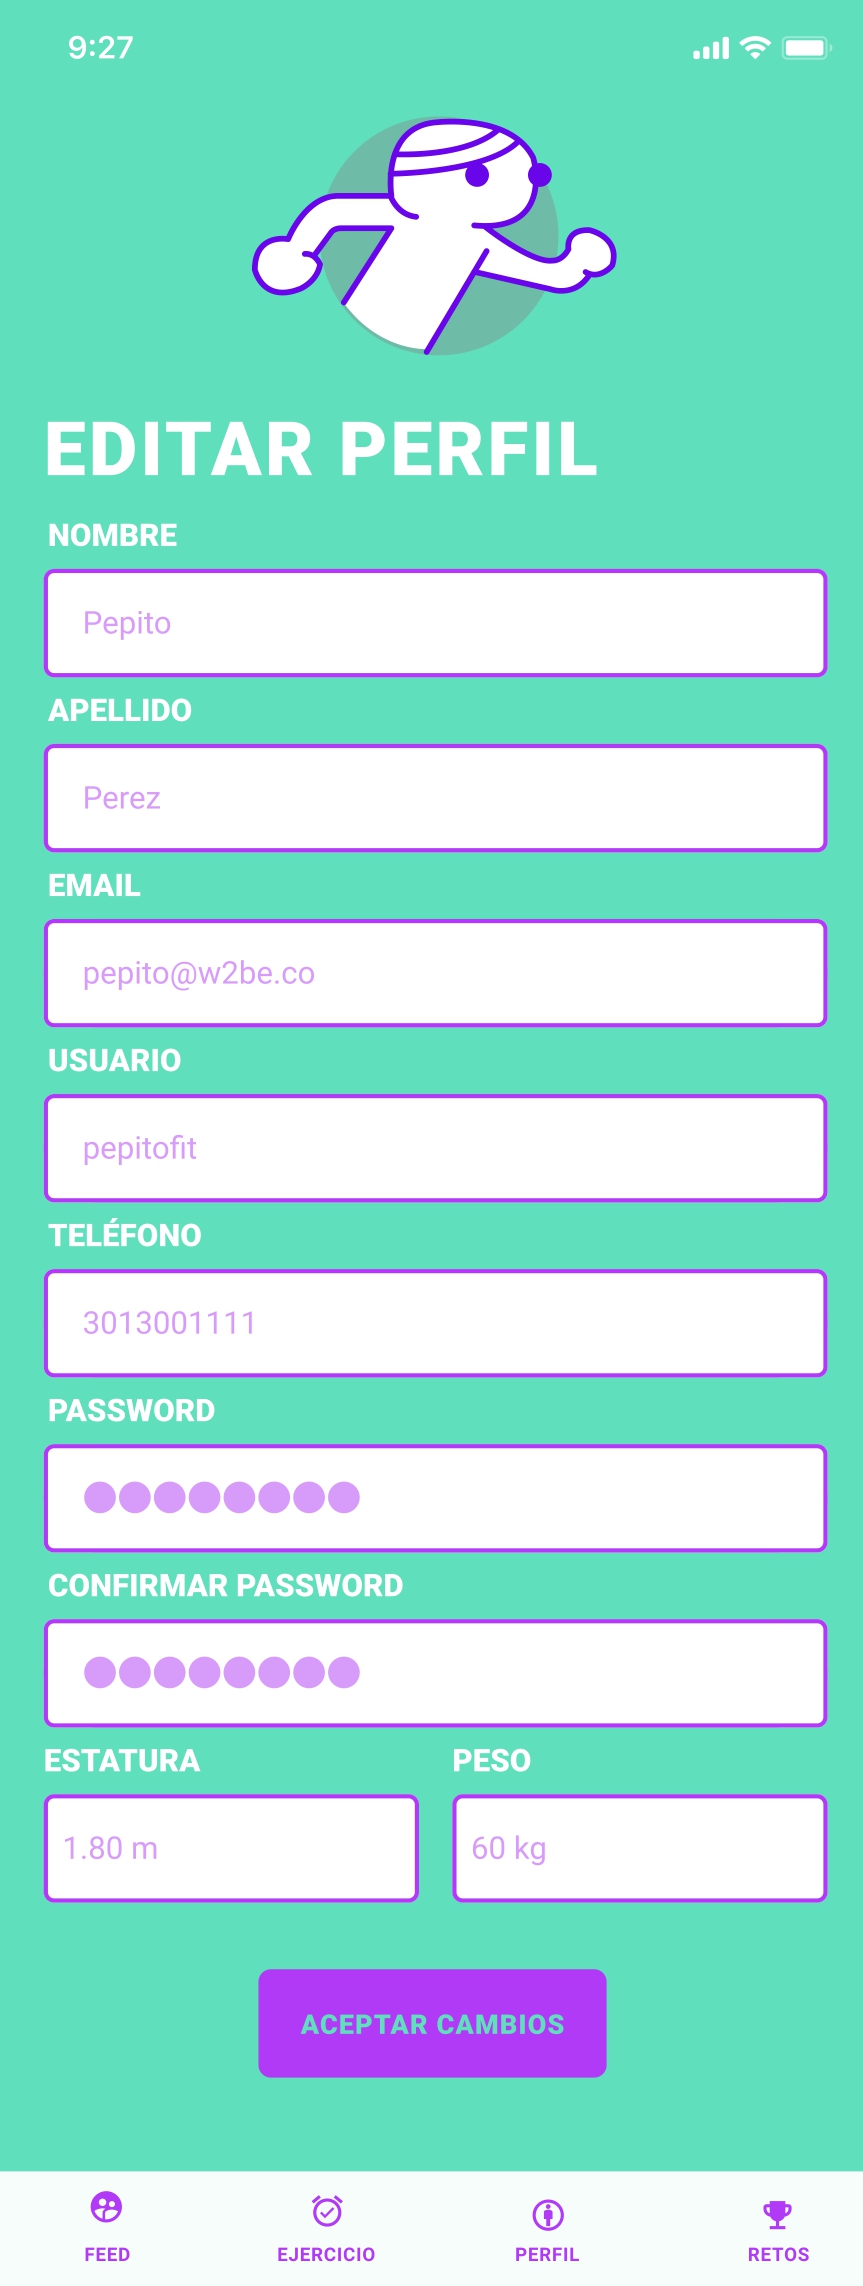 9:27
EDITAR PERFIL
NOMBRE
Pepito
APELLIDO
Perez
EMAIL
pepito@w2be.co
USUARIO
pepitofit
TELÉFONO
3013001111
PASSWORD
●●●●●●●●
CONFIRMAR PASSWORD
●●●●●●●●
ESTATURA PESO
1.80 m 60 kg
ACEPTAR CAMBIOS
FEED EJERCICIO PERFIL RETOS